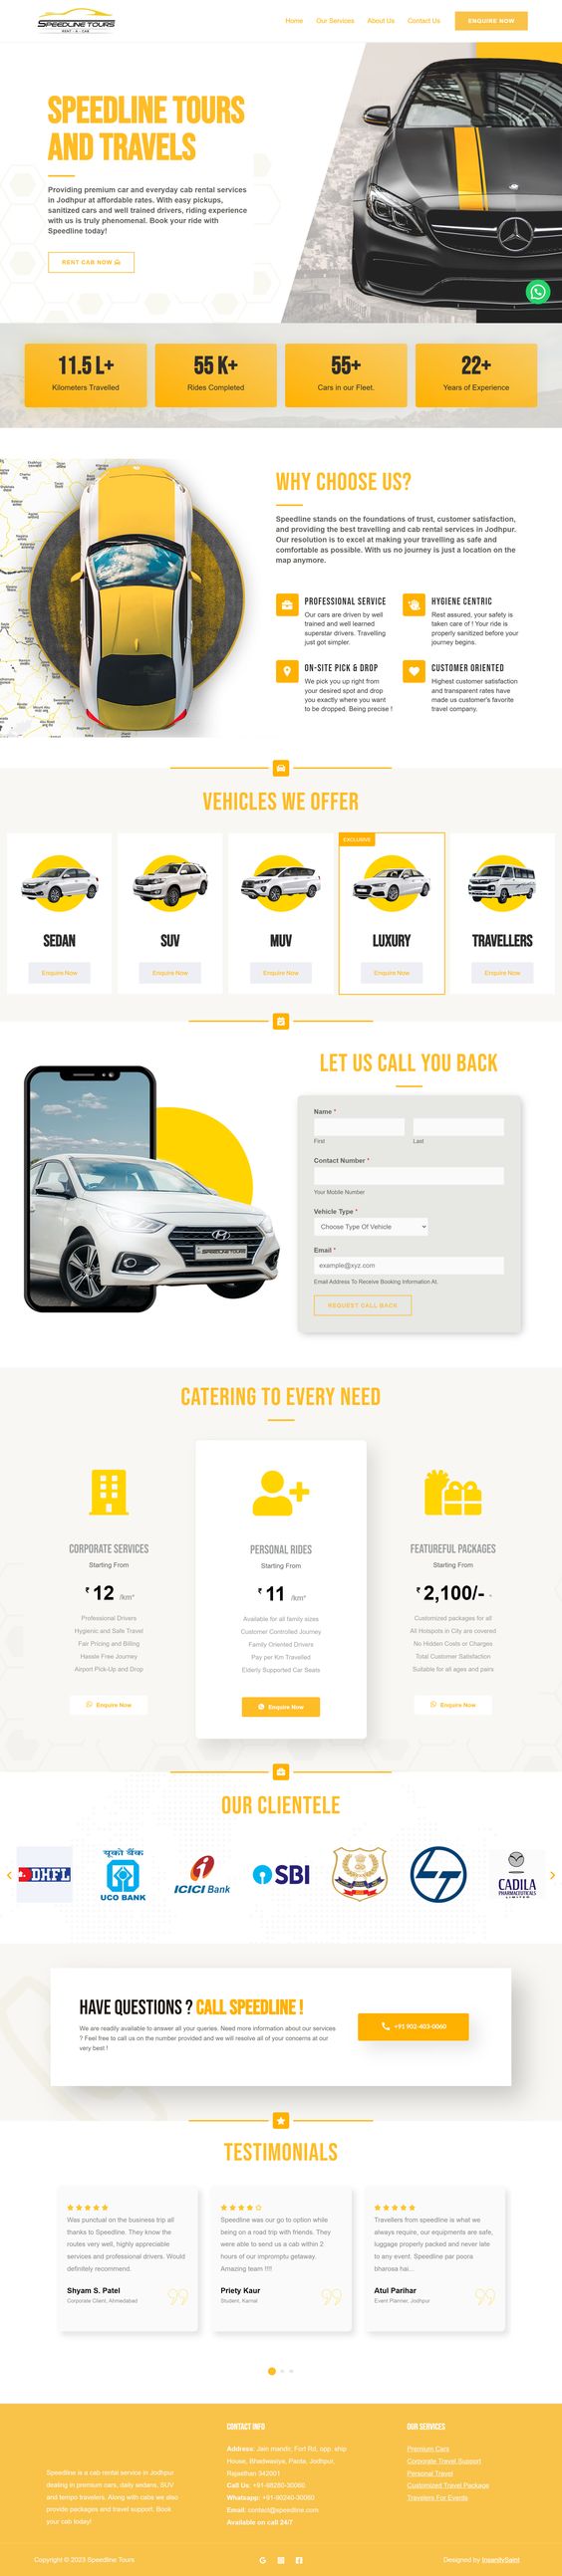 SPEEDLINE TOURS
RENT - A - CAB
Home
Our Services
About Us
Contact Us
ENQUIRE NOW
SPEEDLINE TOURS
AND TRAVELS
Providing premium car and everyday cab rental services
in Jodhpur at affordable rates. With easy pickups,
sanitized cars and well trained drivers, riding experience
with us is truly phenomenal. Book your ride with
Speedline today!
RENT CAB NOW
11.5 L+
Kilometers Travelled
55 K+
Rides Completed
55+
Cars in our Fleet.
22+
Years of Experience
WHY CHOOSE US?
Speedline stands on the foundations of trust, customer satisfaction,
and providing the best travel and cab rental services in Jodhpur.
Our resolution is to excel at making your travelling as safe and
comfortable as possible. With us no journey is just a location on the
map anymore.
PROFESSIONAL SERVICE
Our cars are driven by well
trained and well learned
superstar drivers. Travelling
just got simpler.
HYGIENE CENTRIC
Rest assured, your safety is
taken care of ! Your ride is
properly sanitized before your
journey begins.
ON-SITE PICK & DROP
We pick you up right from
your desired spot and drop
you exactly where you want
to be dropped. Being precise !
CUSTOMER ORIENTED
Highest customer satisfaction
and transparent rates have
made us customer's favorite
travel company.
VEHICLES WE OFFER
SEDAN
Enquire Now
SUV
Enquire Now
MUV
Enquire Now
EXCLUSIVE
LUXURY
Enquire Now
TRAVELLERS
Enquire Now
SPEEDLINE TOURS
LET US CALL YOU BACK
Name *
First
Last
Contact Number *
Your Mobile Number
Vehicle Type *
Choose Type Of Vehicle
Email *
example@xyz.com
Email Address To Receive Booking Information At.
REQUEST CALL BACK
CATERING TO EVERY NEED
CORPORATE SERVICES
Starting From
₹ 12 /km*
Professional Drivers
Hygienic and Safe Travel
Fair Pricing and Billing
Hassle Free Journey
Airport Pick-Up and Drop
Enquire Now
PERSONAL RIDES
Starting From
₹ 11 /km*
Available for all family sizes
Customer Controlled Journey
Family Oriented Drivers
Pay per Km Travelled
Elderly Supported Car Seats
Enquire Now
FEATUREFUL PACKAGES
Starting From
₹ 2,100/- -
Customized packages for all
All Hotspots in City are covered
No Hidden Costs or Charges
Total Customer Satisfaction
Suitable for all ages and pairs
Enquire Now
OUR CLIENTELE
DHFL
यूको बैंक
UCO BANK
ICICI Bank
SBI
CADILA
PHARMACEUTICALS
LIMITED
HAVE QUESTIONS ? CALL SPEEDLINE !
We are readily available to answer all your queries. Need more information about our services
? Feel free to call us on the number provided and we will resolve all of your concerns at our
very best !
+91 902-403-0060
TESTIMONIALS
Was punctual on the business trip all
thanks to Speedline. They know the
routes very well, highly appreciable
services and professional drivers. Would
definitely recommend.
Shyam S. Patel
Corporate Client, Ahmedabad
Speedline was our go to option while
being on a road trip with friends. They
were able to send us a cab within 2
hours of our impromptu getaway.
Amazing team !!!!
Priety Kaur
Student, Karnal
Travellers from speedline is what we
always require, our equipments are safe,
luggage properly packed and never late
to any event. Speedline par poora
bharosa hai...
Atul Parihar
Event Planner, Jodhpur
Speedline is a cab rental service in Jodhpur
dealing in premium cars, daily sedans, SUV
and tempo travelers. Along with cabs we also
provide packages and travel support. Book
your cab today!
CONTACT INFO
Address: Jain mandir, Fort Rd, opp. ship
House, Bheruwaniya, Paota, Jodhpur,
Rajasthan 342001
Call Us: +91-98280-30060
Whatsapp: +91-90240-30060
Email: contact@speedline.com
Available on call 24/7
OUR SERVICES
Premium Cars
Corporate Travel Support
Personal Travel
Customized Travel Package
Travelers For Events
Copyright © 2022 Speedline Tours
Designed by InsanitySaint